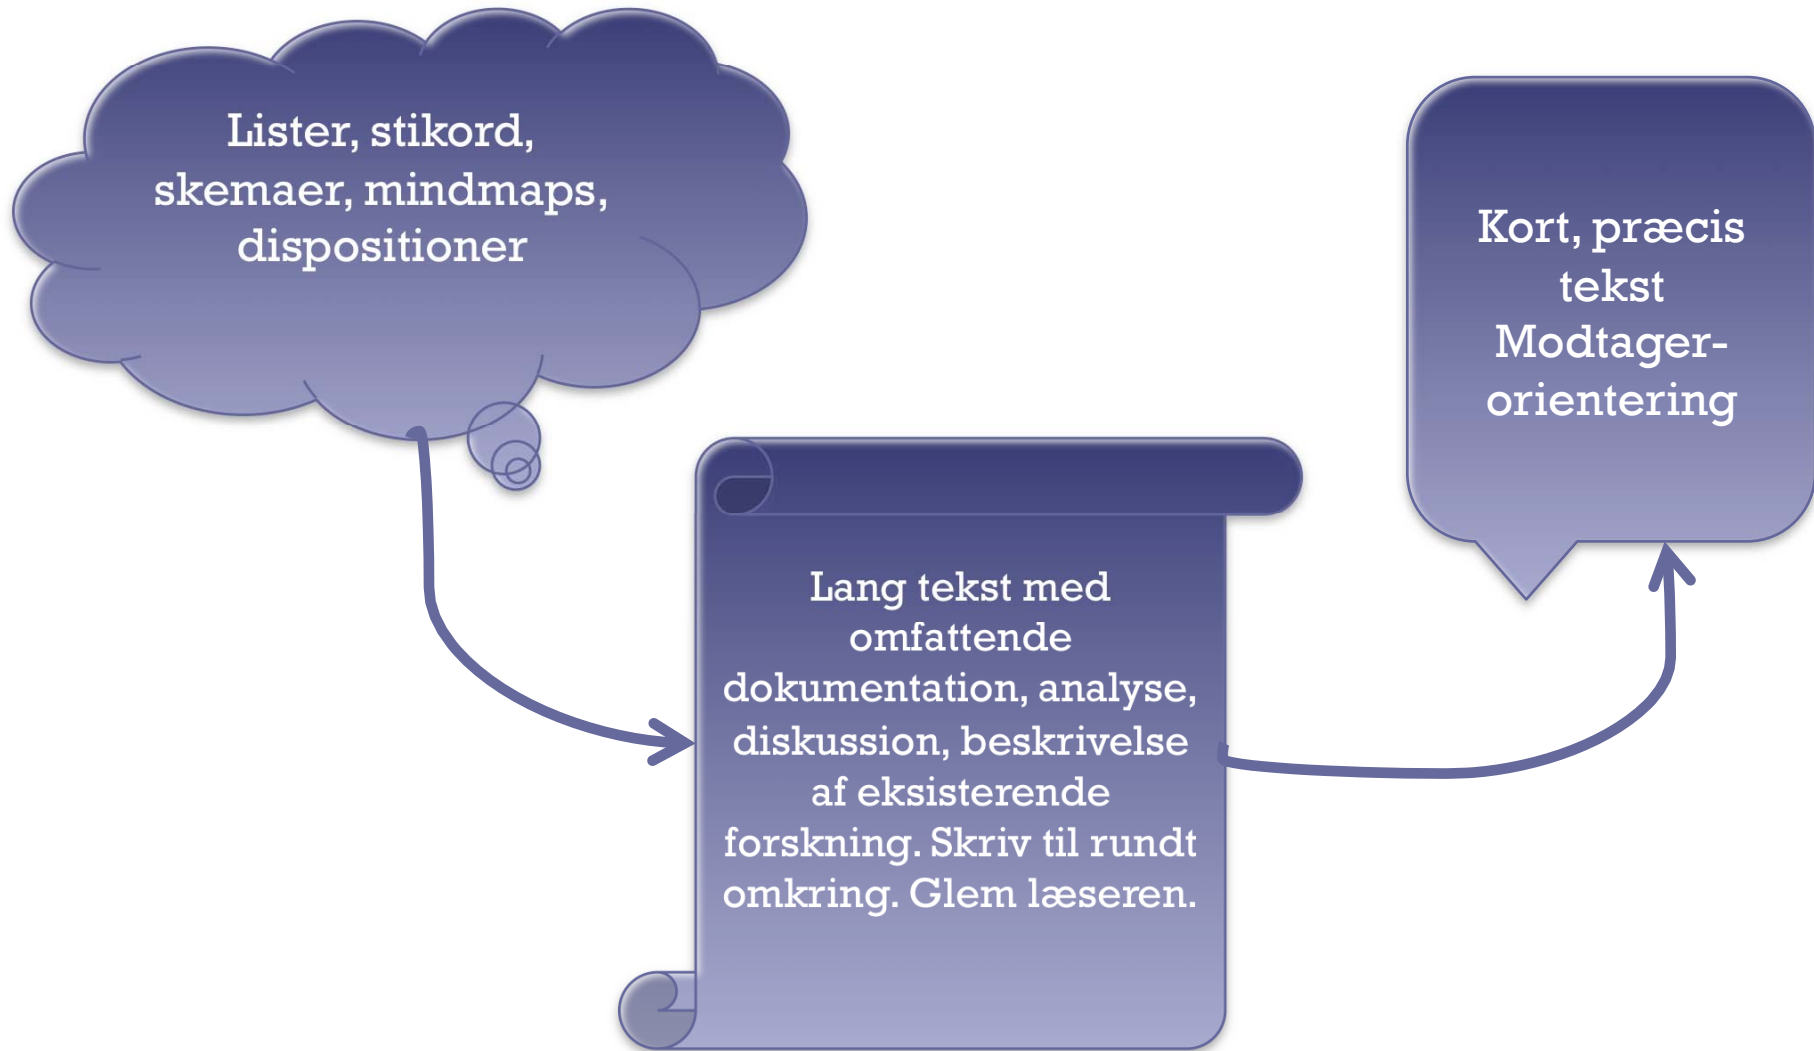 Lister, stikord,
skemaer, mindmaps,
dispositioner
Lang tekst med
omfattende
dokumentation, analyse,
diskussion, beskrivelse
af eksisterende
forskning. Skriv til rundt
omkring. Glem læseren.
Kort, præcis
tekst
Modtager-
orientering